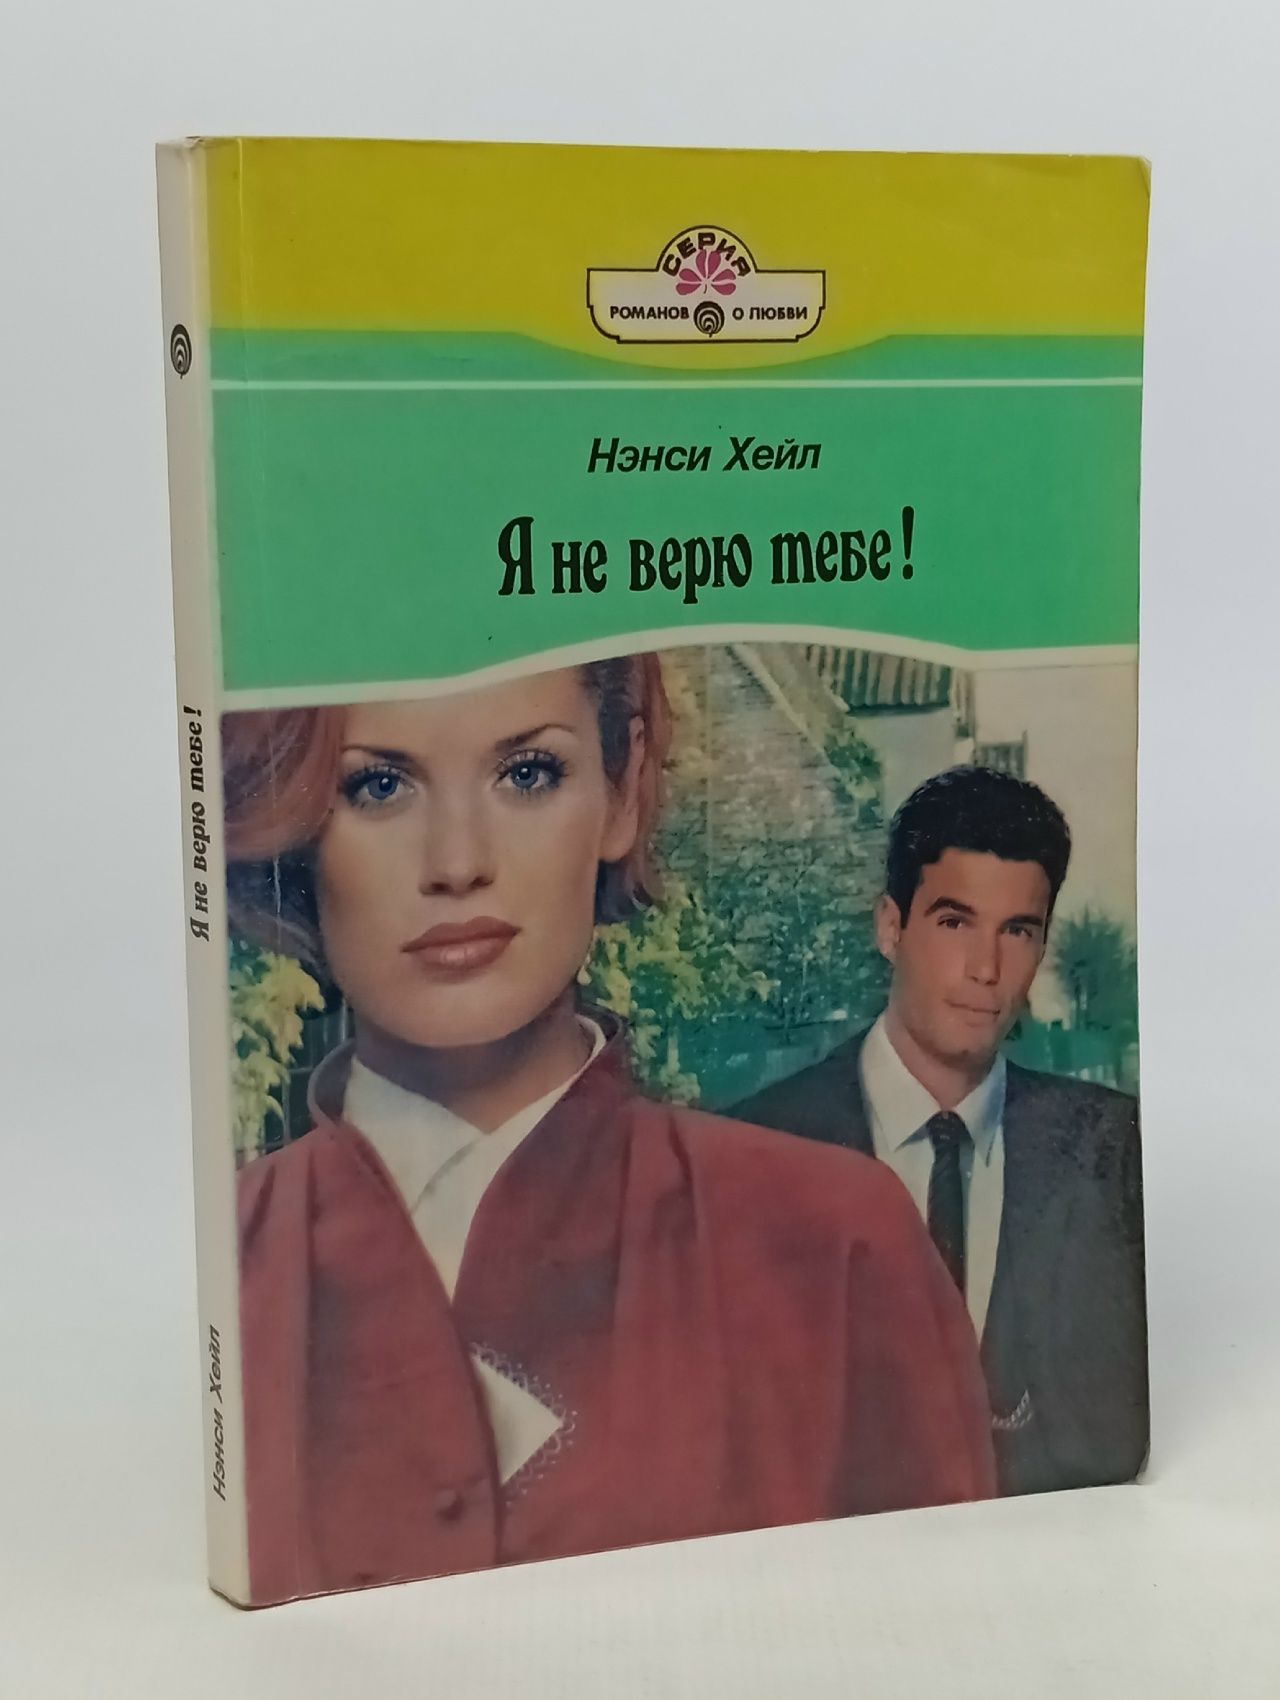 СЕРИЯ
РОМАНОВ О ЛЮБВИ
Нэнси Хейл
Я не верю тебе!
Я не верю тебе!
Нэнси Хейл